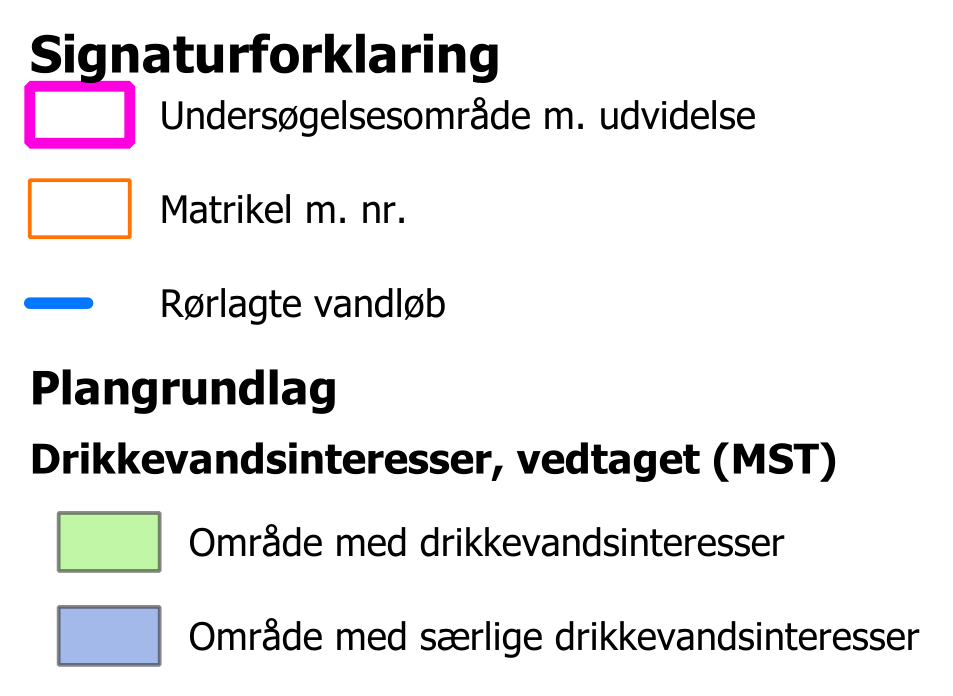 Signaturforklaring
Undersøgelsesområde m. udvidelse
Matrikel m. nr.
Rørlagte vandløb
Plangrundlag
Drikkevandsinteresser, vedtaget (MST)
Område med drikkevandsinteresser
Område med særlige drikkevandsinteresser